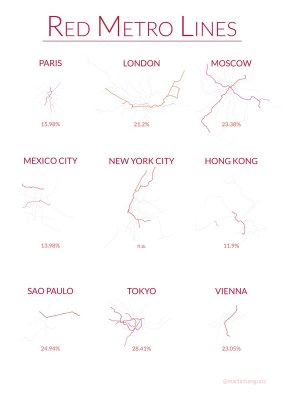 RED METRO LINES
PARIS LONDON MOSCOW
15.98% 21.2% 23.38%
MEXICO CITY NEW YORK CITY HONG KONG
13.98% n.a. 11.9%
SAO PAULO TOKYO VIENNA
24.94% 28.41% 23.05%